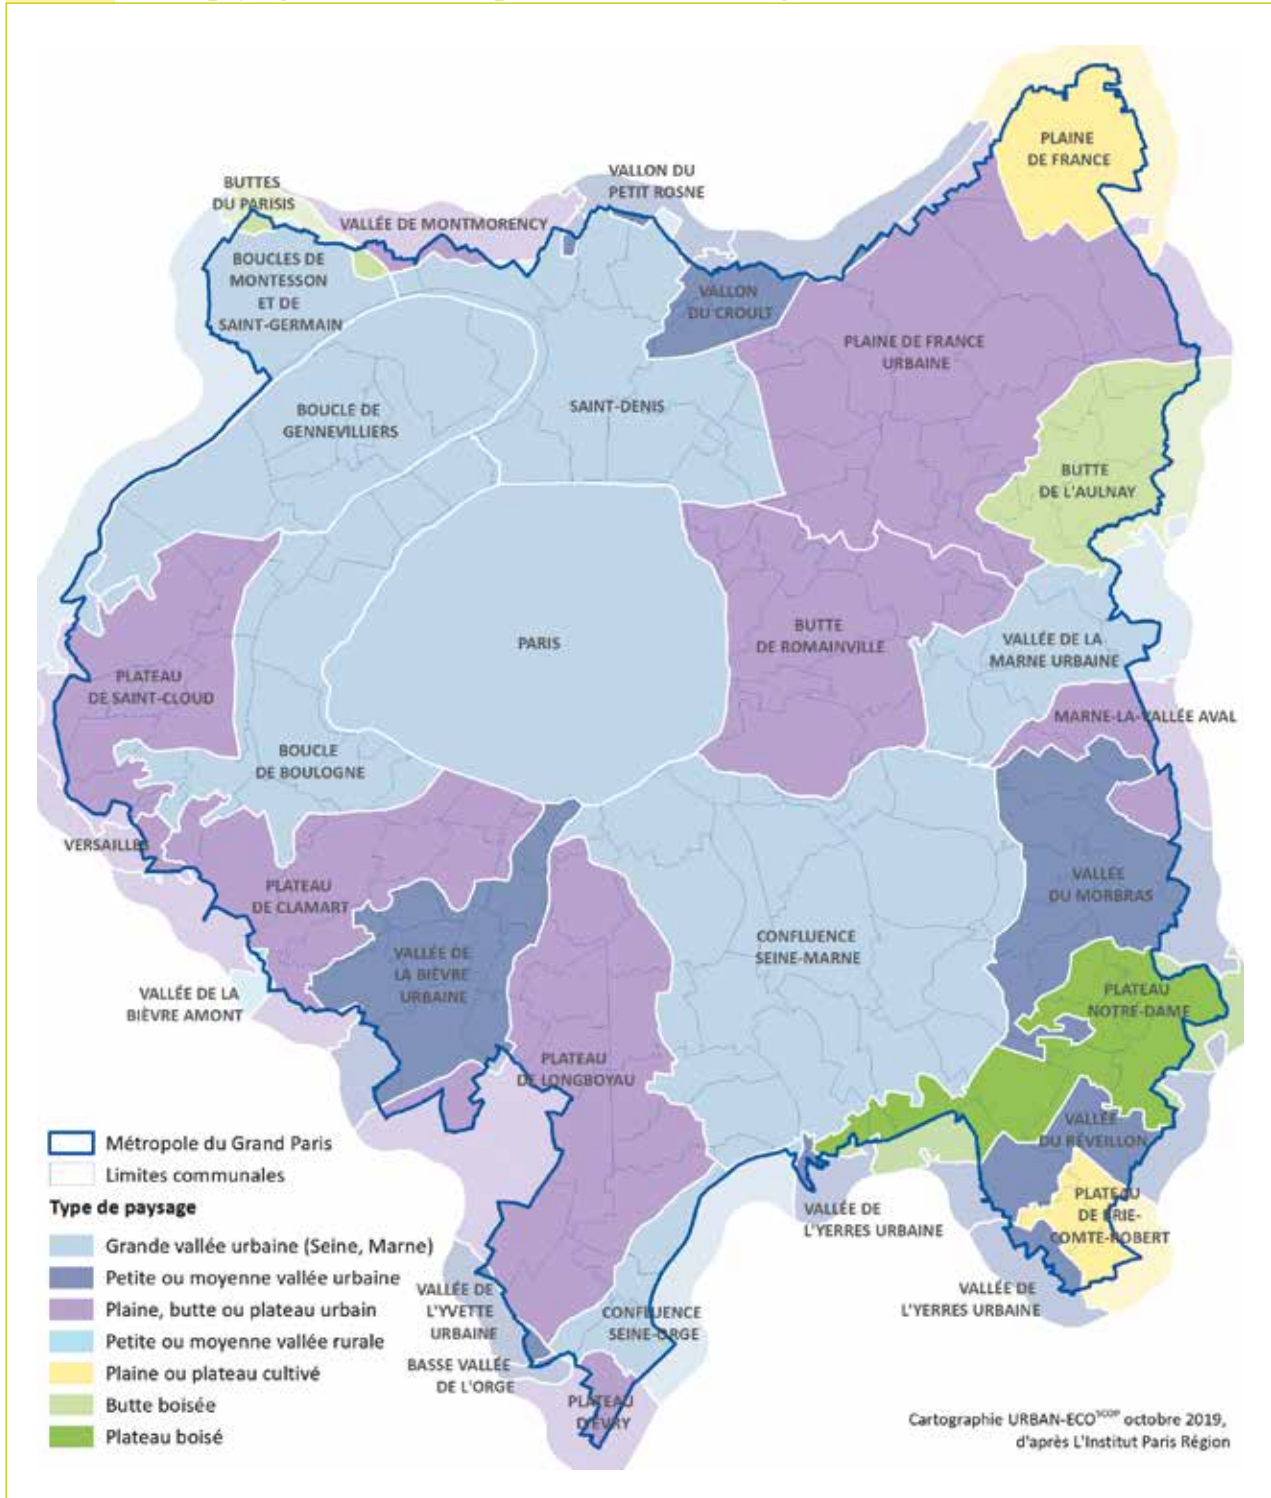 PLAINE
DE FRANCE
BUTTES
DU PARISIS
VALLON DU
PETIT ROSNE
VALLÉE DE MONTMORENCY
BOUCLES DE
MONTESSON
ET DE
SAINT-GERMAIN
VALLON
DU CROULT
PLAINE DE FRANCE
URBAINE
BOUCLE DE
GENNEVILLIERS
SAINT-DENIS
BUTTE
DE L'AULNAY
PARIS
BUTTE
DE ROMAINVILLE
VALLÉE DE LA
MARNE URBAINE
PLATEAU
DE SAINT-CLOUD
MARNE-LA-VALLÉE AVAL
BOUCLE
DE BOULOGNE
VERSAILLES
PLATEAU
DE CLAMART
VALLÉE
DU MORBRAS
VALLÉE DE
LA BIÈVRE
URBAINE
CONFLUENCE
SEINE-MARNE
VALLÉE DE LA
BIÈVRE AMONT
PLATEAU
NOTRE-DAME
PLATEAU
DE LONGBOYAU
VALLÉE
DU RÉVEILLON
PLATEAU
DE BRIE-
COMTE-ROBERT
VALLÉE DE
L'YERRES URBAINE
VALLÉE DE
L'YERRES URBAINE
VALLÉE DE
L'YVETTE
URBAINE
CONFLUENCE
SEINE-ORGE
BASSE VALLÉE
DE L'ORGE
PLATEAU
D'ÉVRY
Métropole du Grand Paris
Limites communales
Type de paysage
Grande vallée urbaine (Seine, Marne)
Petite ou moyenne vallée urbaine
Plaine, butte ou plateau urbain
Petite ou moyenne vallée rurale
Plaine ou plateau cultivé
Butte boisée
Plateau boisé
Cartographie URBAN-ECOSCOP octobre 2019,
d'après L'Institut Paris Région